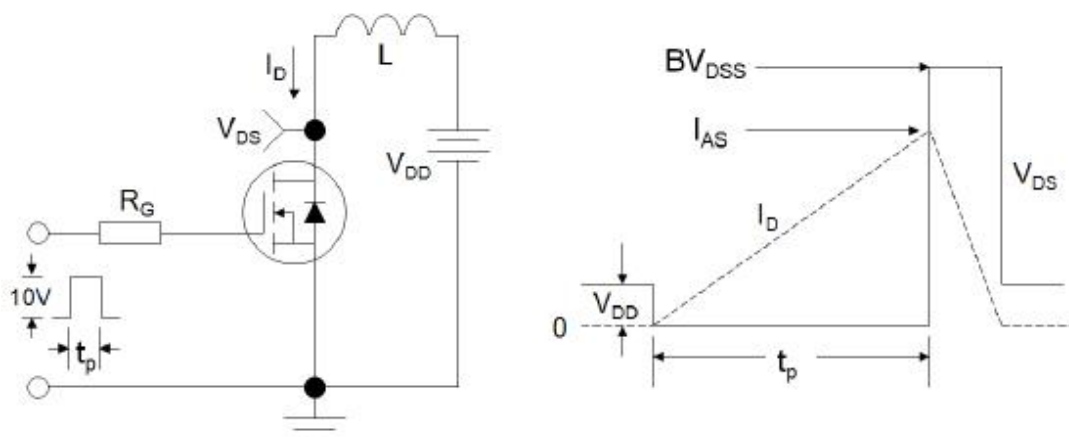 L
I_D
V_DS
V_DD
R_G
10V
t_p
BV_DSS
I_AS
V_DS
I_D
V_DD
0
t_p